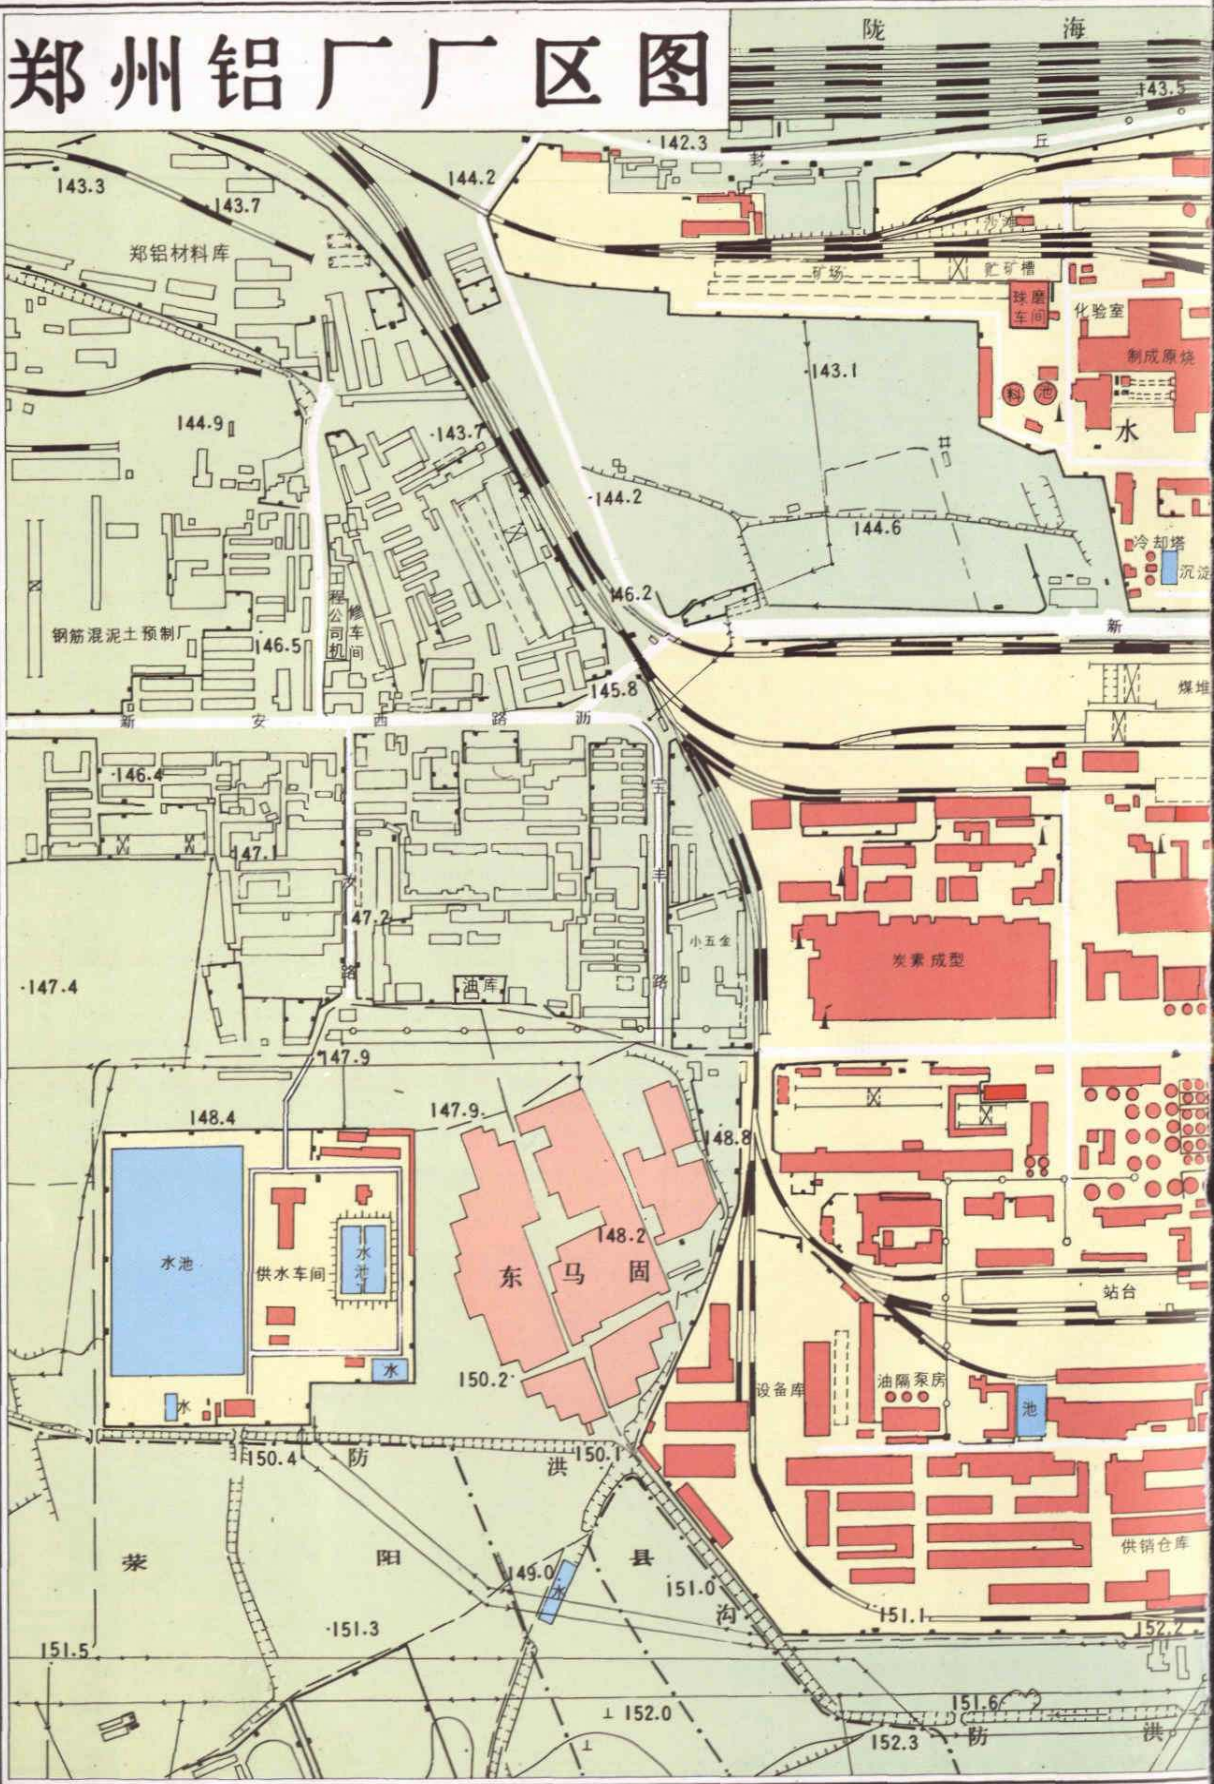 郑州铝厂厂区图
陇 海
143.5
142.3
封 丘
143.3
143.7
144.2
郑铝材料库
沙滩
矿场
贮矿槽
球磨
车间
化验室
制成原烧
143.1
料 池
水
144.9
143.7
144.2
144.6
冷却塔
沉淀
146.2
新
工程公司机
修车间
钢筋混泥土预制厂
146.5
145.8
煤堆
新 安 西 路 沥
146.4
宝 丰 路
147.1
安 路
147.2
小五金
炭素成型
147.4
油库
147.9
148.4
147.9
148.8
水池
供水车间
水池
148.2
东马固
站台
150.2
水
水
设备库
油隔泵房
池
150.4
防 洪
150.1
供销仓库
荥 阳 县
149.0
水
151.0
沟
151.1
152.2
151.3
151.5
151.6
152.0
152.3
防 洪